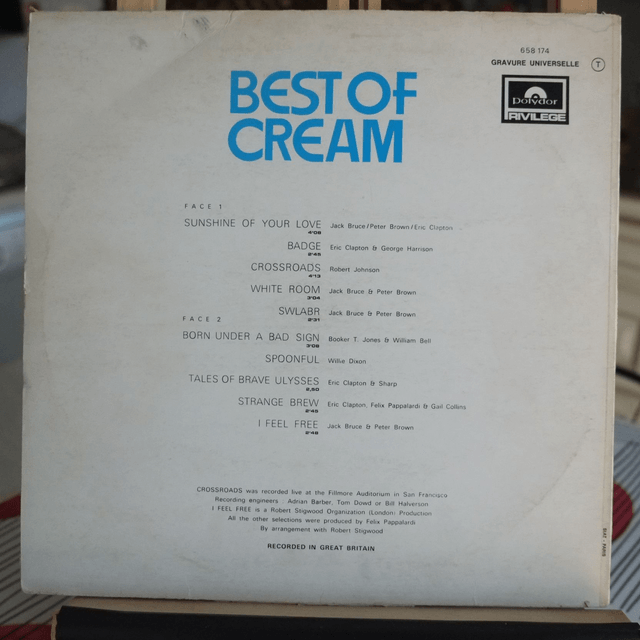 658 174
GRAVURE UNIVERSELLE T
Polydor
PRIVILEGE
BEST OF
CREAM
FACE 1
SUNSHINE OF YOUR LOVE Jack Bruce/Peter Brown/Eric Clapton
4'08
BADGE Eric Clapton & George Harrison
2'45
CROSSROADS Robert Johnson
4'13
WHITE ROOM Jack Bruce & Peter Brown
3'04
SWLABR Jack Bruce & Peter Brown
2'31
FACE 2
BORN UNDER A BAD SIGN Booker T. Jones & William Bell
3'08
SPOONFUL Willie Dixon
TALES OF BRAVE ULYSSES Eric Clapton & Sharp
2,50
STRANGE BREW Eric Clapton, Felix Pappalardi & Gail Collins
2'45
I FEEL FREE Jack Bruce & Peter Brown
2'48
CROSSROADS was recorded live at the Fillmore Auditorium in San Francisco
Recording engineers : Adrian Barber, Tom Dowd or Bill Halverson
I FEEL FREE is a Robert Stigwood Organization (London) Production
All the other selections were produced by Felix Pappalardi
By arrangement with Robert Stigwood
RECORDED IN GREAT BRITAIN